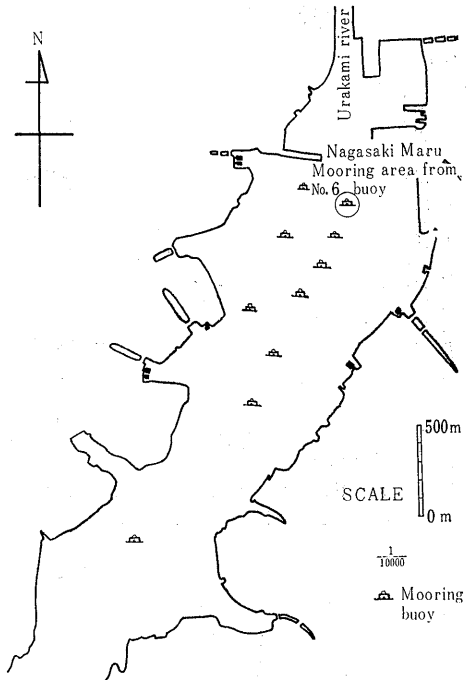 N
Urakami river
Nagasaki Maru
Mooring area from
No.6 buoy
500m
SCALE
0 m
1
10000
Mooring
buoy